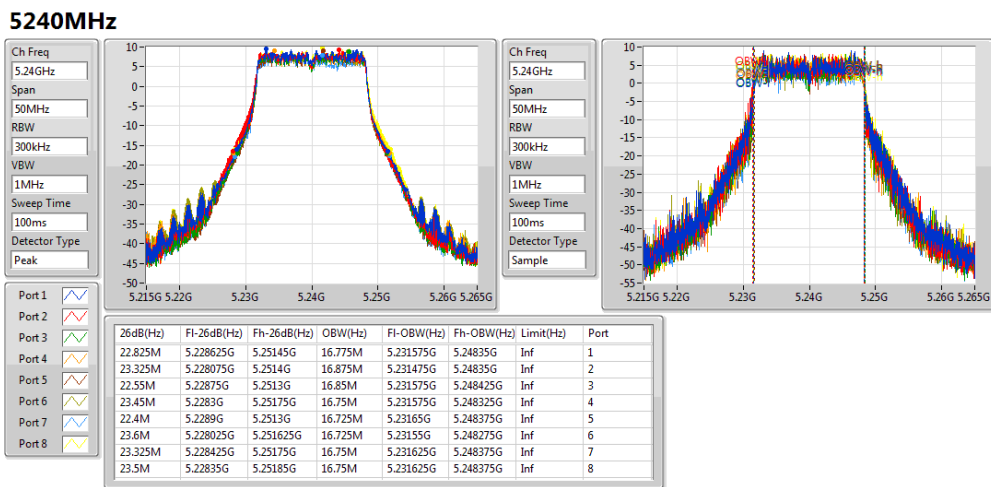 5240MHz
Ch Freq
5.24GHz
Span
50MHz
RBW
300kHz
VBW
1MHz
Sweep Time
100ms
Detector Type
Peak
10
5
0
-5
-10
-15
-20
-25
-30
-35
-40
-45
-50
5.215G 5.22G 5.23G 5.24G 5.25G 5.26G 5.265G
Ch Freq
5.24GHz
Span
50MHz
RBW
300kHz
VBW
1MHz
Sweep Time
100ms
Detector Type
Sample
10
5
0
-5
-10
-15
-20
-25
-30
-35
-40
-45
-50
-55
5.215G 5.22G 5.23G 5.24G 5.25G 5.26G 5.265G
Port 1
Port 2
Port 3
Port 4
Port 5
Port 6
Port 7
Port 8
26dB(Hz) Fl-26dB(Hz) Fh-26dB(Hz) OBW(Hz) Fl-OBW(Hz) Fh-OBW(Hz) Limit(Hz) Port
22.825M 5.228625G 5.25145G 16.775M 5.231575G 5.24835G Inf 1
23.325M 5.228075G 5.2514G 16.875M 5.231475G 5.24835G Inf 2
22.55M 5.22875G 5.2513G 16.85M 5.231575G 5.248425G Inf 3
23.45M 5.2283G 5.25175G 16.75M 5.231575G 5.248325G Inf 4
22.4M 5.2289G 5.2513G 16.725M 5.23165G 5.248375G Inf 5
23.6M 5.228025G 5.251625G 16.725M 5.23155G 5.248275G Inf 6
23.325M 5.228425G 5.25175G 16.75M 5.231625G 5.248375G Inf 7
23.5M 5.22835G 5.25185G 16.75M 5.231625G 5.248375G Inf 8